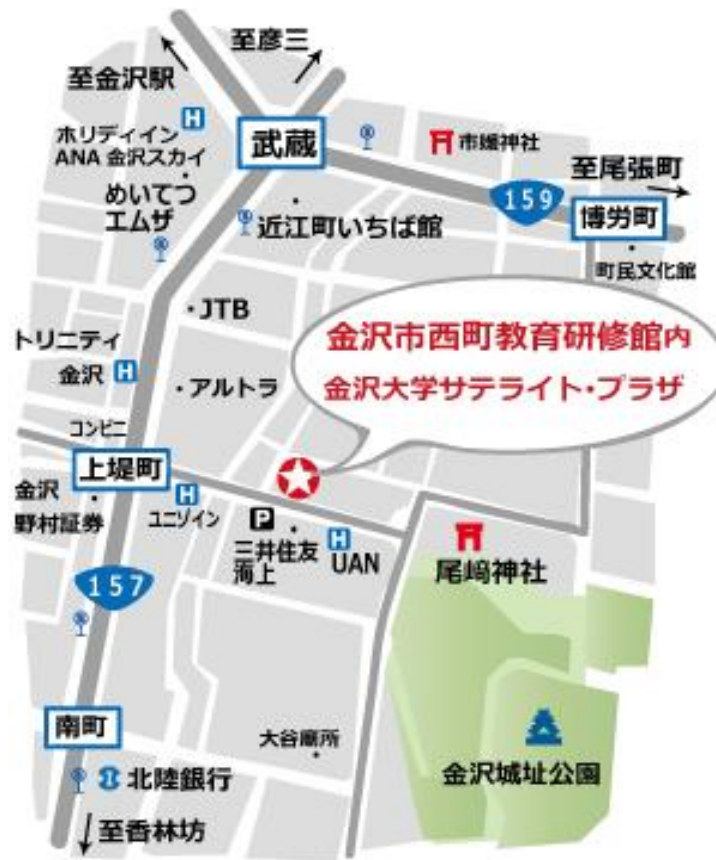 至彦三
至金沢駅
H
ホリディイン
ANA 金沢スカイ
武蔵
市媛神社
至尾張町
159
めいてつ
エムザ
近江町いちば館
博労町
町民文化館
・JTB
金沢市西町教育研修館内
金沢大学サテライト・プラザ
トリニティ
金沢 H
・アルトラ
コンビニ
上堤町
金沢
野村証券
H
ユニゾイン
P
三井住友
海上
H
UAN
尾﨑神社
157
南町
大谷廟所
金沢城址公園
北陸銀行
至香林坊